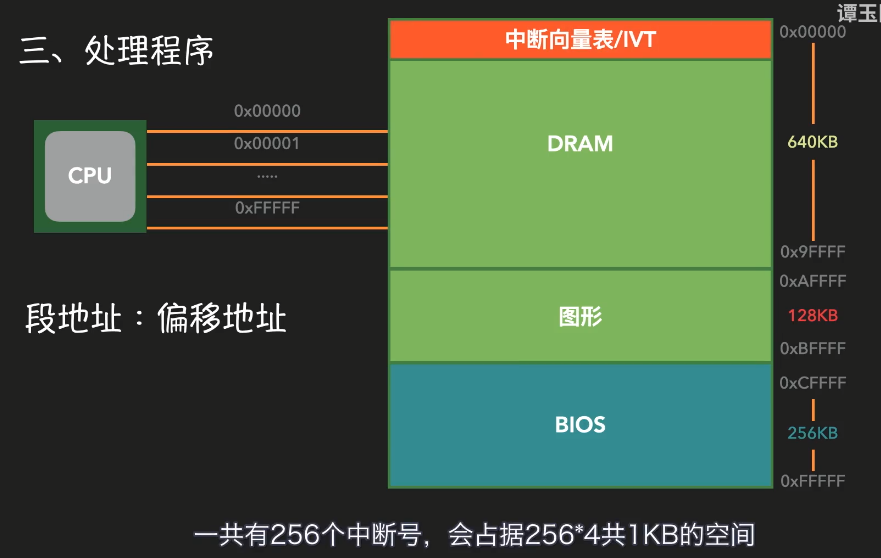 谭玉
三、处理程序
中断向量表/IVT
0x00000
0x00000
0x00001
.....
0xFFFFF
CPU
DRAM
640KB
0x9FFFF
0xAFFFF
段地址：偏移地址
图形
128KB
0xBFFFF
0xCFFFF
BIOS
256KB
0xFFFFF
一共有256个中断号，会占据256*4共1KB的空间